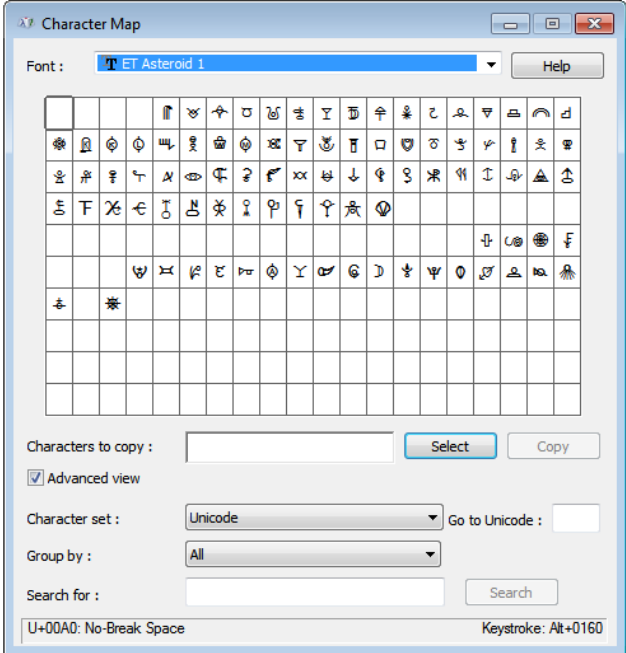 Character Map
Font :
ET Asteroid 1
Help
Characters to copy :
Select
Copy
Advanced view
Character set :
Unicode
Go to Unicode :
Group by :
All
Search for :
Search
U+00A0: No-Break Space
Keystroke: Alt+0160